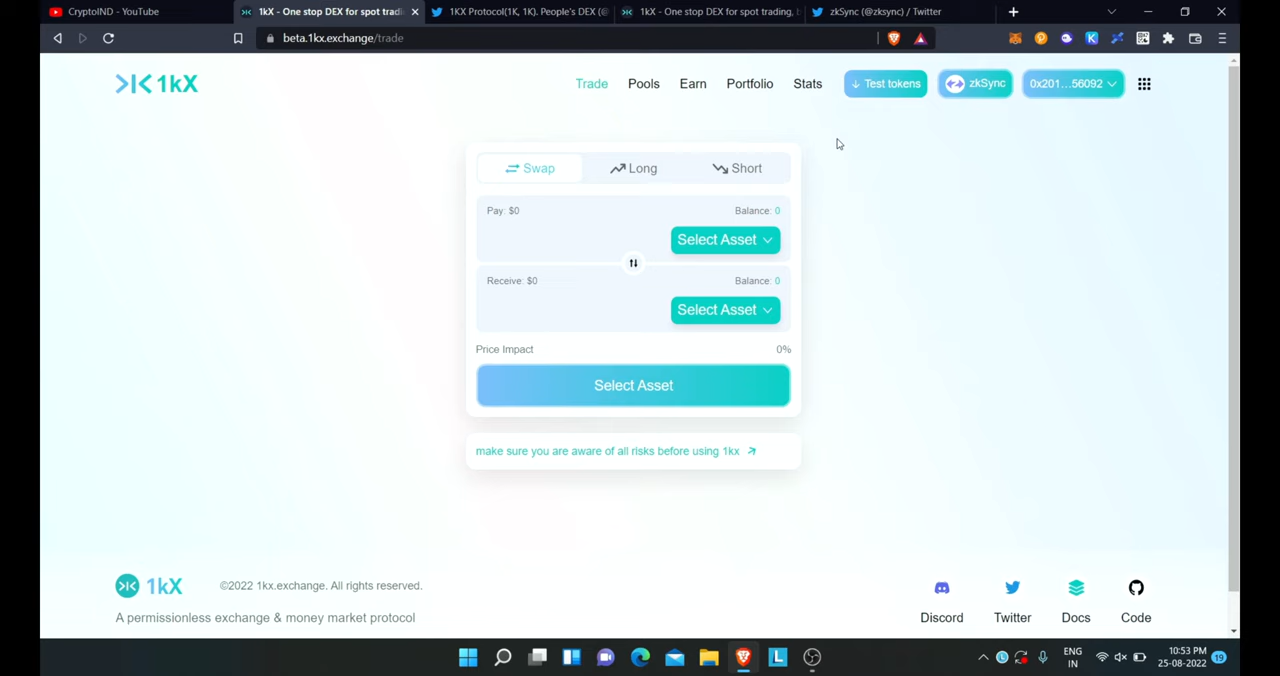 CryptoIND - YouTube
1kX - One stop DEX for spot tradi
1KX Protocol(1K, 1K). People's DEX (@
1kX - One stop DEX for spot trading, l
zkSync (@zksync) / Twitter
beta.1kx.exchange/trade
1kX
Trade
Pools
Earn
Portfolio
Stats
Test tokens
zkSync
0x201...56092
Swap
Long
Short
Pay: $0
Balance: 0
Select Asset
Receive: $0
Balance: 0
Select Asset
Price Impact
0%
Select Asset
make sure you are aware of all risks before using 1kx
1kX
©2022 1kx.exchange. All rights reserved.
A permissionless exchange & money market protocol
Discord
Twitter
Docs
Code
ENG
IN
10:53 PM
25-08-2022
19